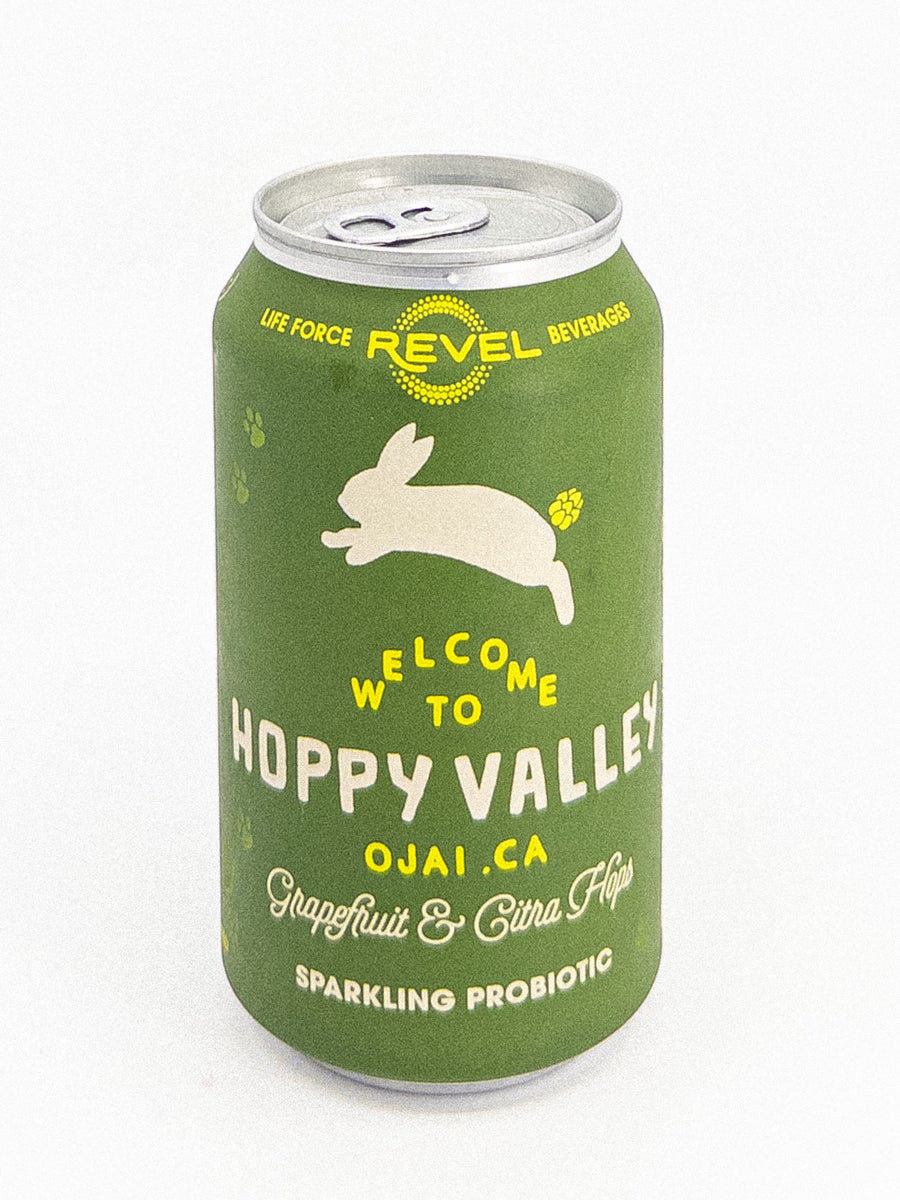 LIFE FORCE REVEL BEVERAGES
WELCOME
TO
HOPPY VALLEY
OJAI .CA
Grapefruit & Citra Hops
SPARKLING PROBIOTIC